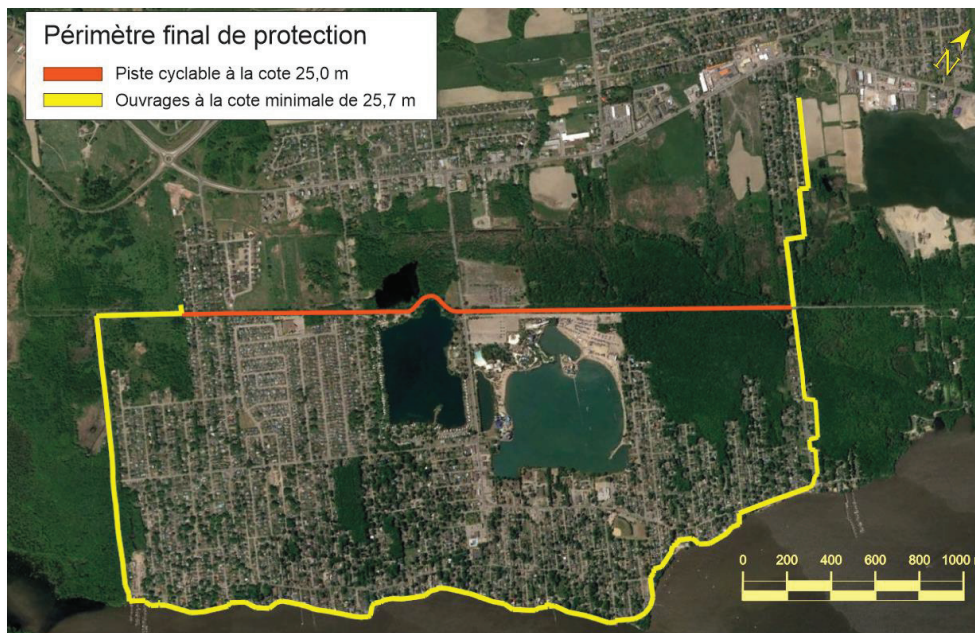 Périmètre final de protection
Piste cyclable à la cote 25,0 m
Ouvrages à la cote minimale de 25,7 m
N
0 200 400 600 800 1000